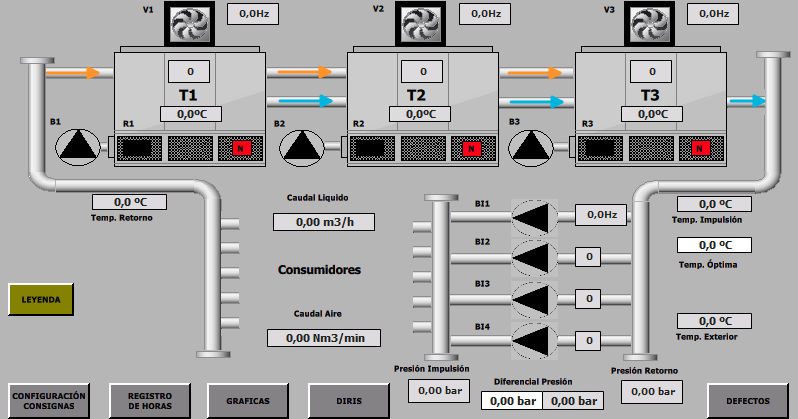 V1
0,0Hz
V2
0,0Hz
V3
0,0Hz
0
0
0
T1
T2
T3
0,0ºC
0,0ºC
0,0ºC
B1
R1
N
B2
R2
N
B3
R3
N
0,0 ºC
Temp. Retorno
Caudal Liquido
0,00 m3/h
Consumidores
Caudal Aire
0,00 Nm3/min
BI1
0,0Hz
BI2
0
BI3
0
BI4
0
0,0 ºC
Temp. Impulsión
0,0 ºC
Temp. Óptima
0,0 ºC
Temp. Exterior
LEYENDA
Presión Impulsión
0,00 bar
Diferencial Presión
0,00 bar
0,00 bar
Presión Retorno
0,00 bar
CONFIGURACIÓN
CONSIGNAS
REGISTRO
DE HORAS
GRAFICAS
DIRIS
DEFECTOS